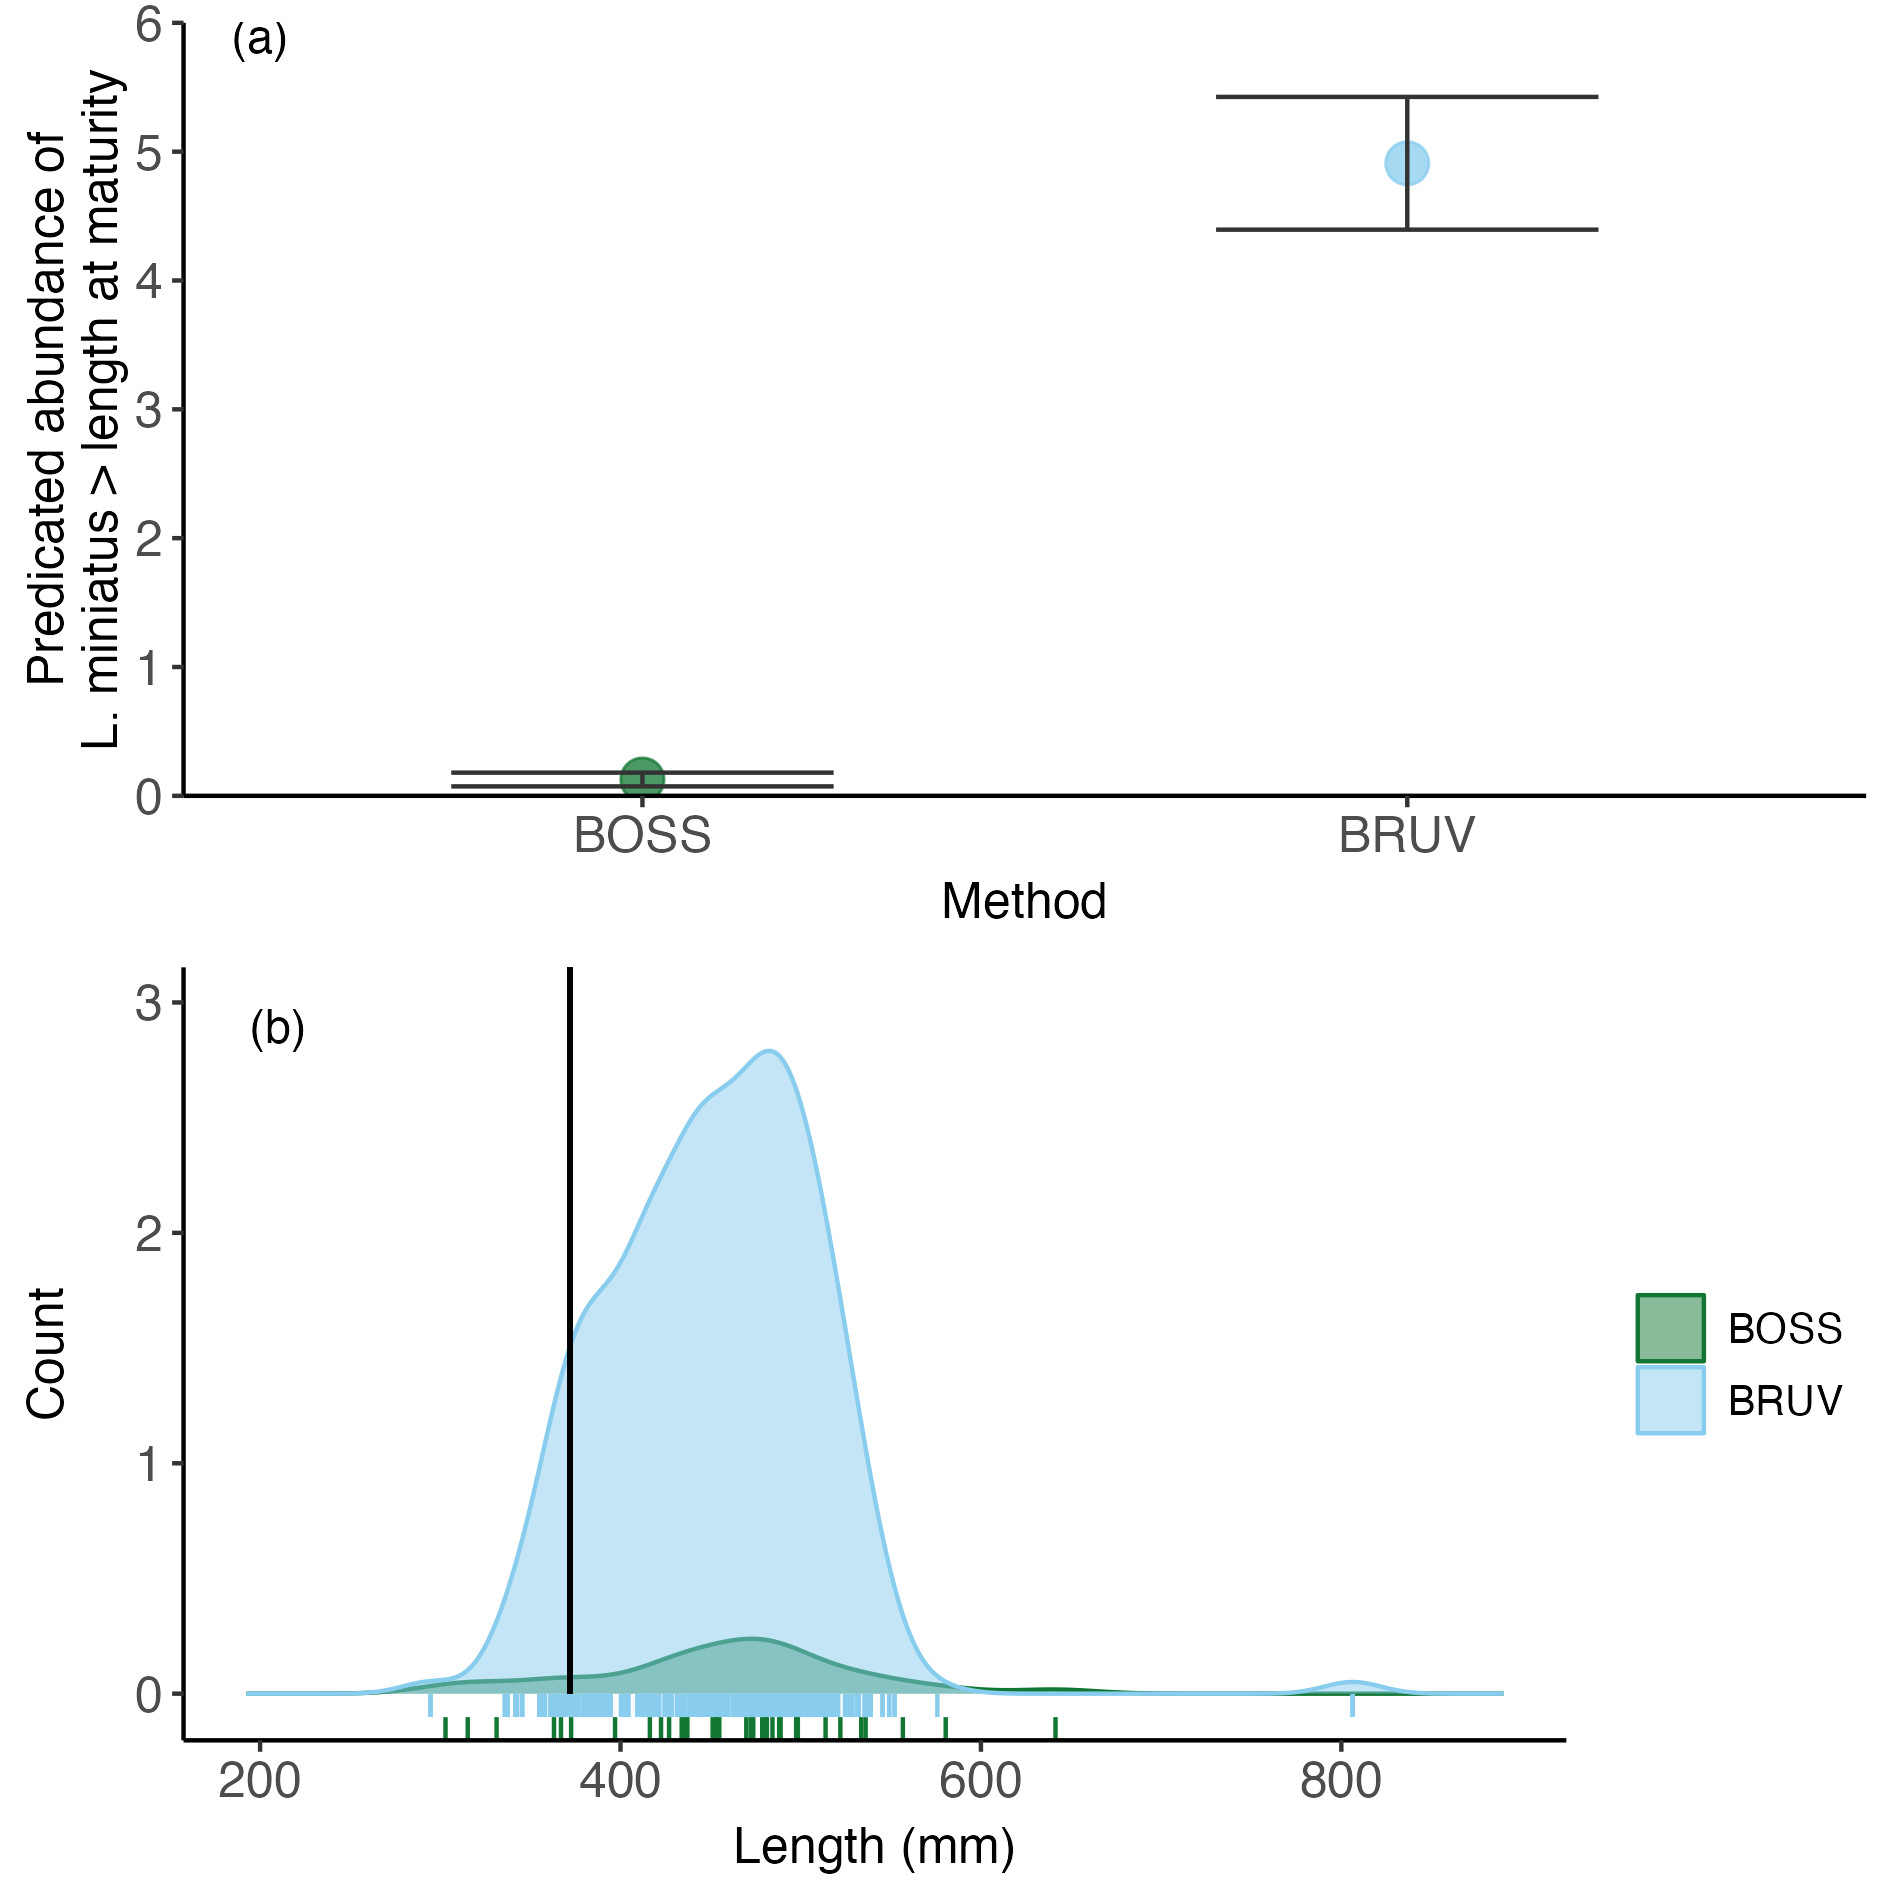 (a)
Predicated abundance of
L. miniatus > length at maturity
6
5
4
3
2
1
0
BOSS BRUV
Method
(b)
Count
3
2
1
0
200 400 600 800
Length (mm)
BOSS
BRUV